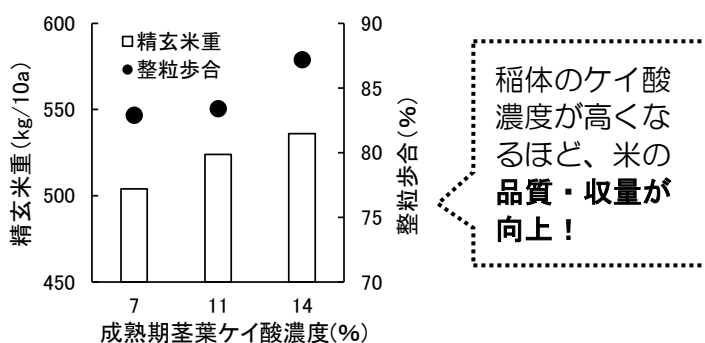 600
550
500
450
精玄米重(kg/10a)
精玄米重
整粒歩合
90
85
80
75
70
整粒歩合(%)
7 11 14
成熟期茎葉ケイ酸濃度(%)
稲体のケイ酸
濃度が高くな
るほど、米の
品質・収量が
向上！